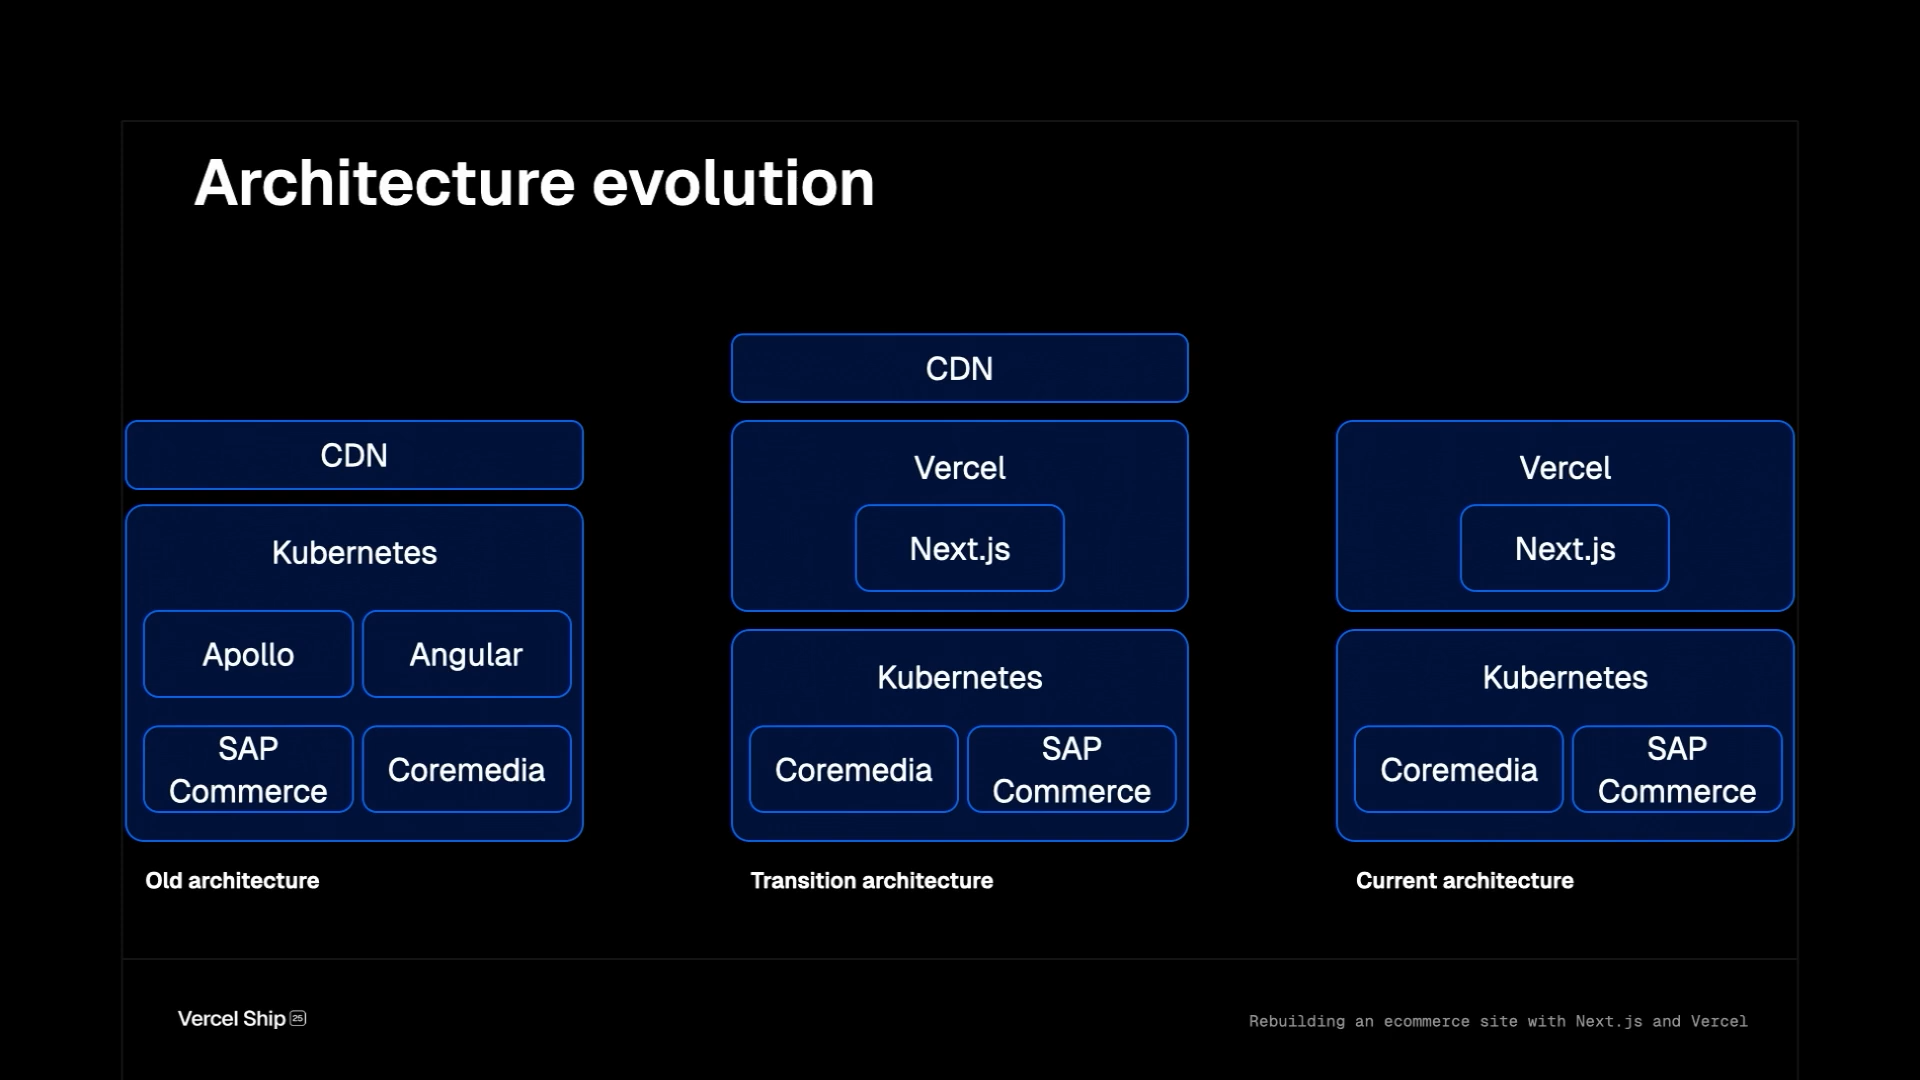 Architecture evolution
CDN
Kubernetes
Apollo
Angular
SAP
Commerce
Coremedia
Old architecture
CDN
Vercel
Next.js
Kubernetes
Coremedia
SAP
Commerce
Transition architecture
Vercel
Next.js
Kubernetes
Coremedia
SAP
Commerce
Current architecture
Vercel Ship 25
Rebuilding an ecommerce site with Next.js and Vercel